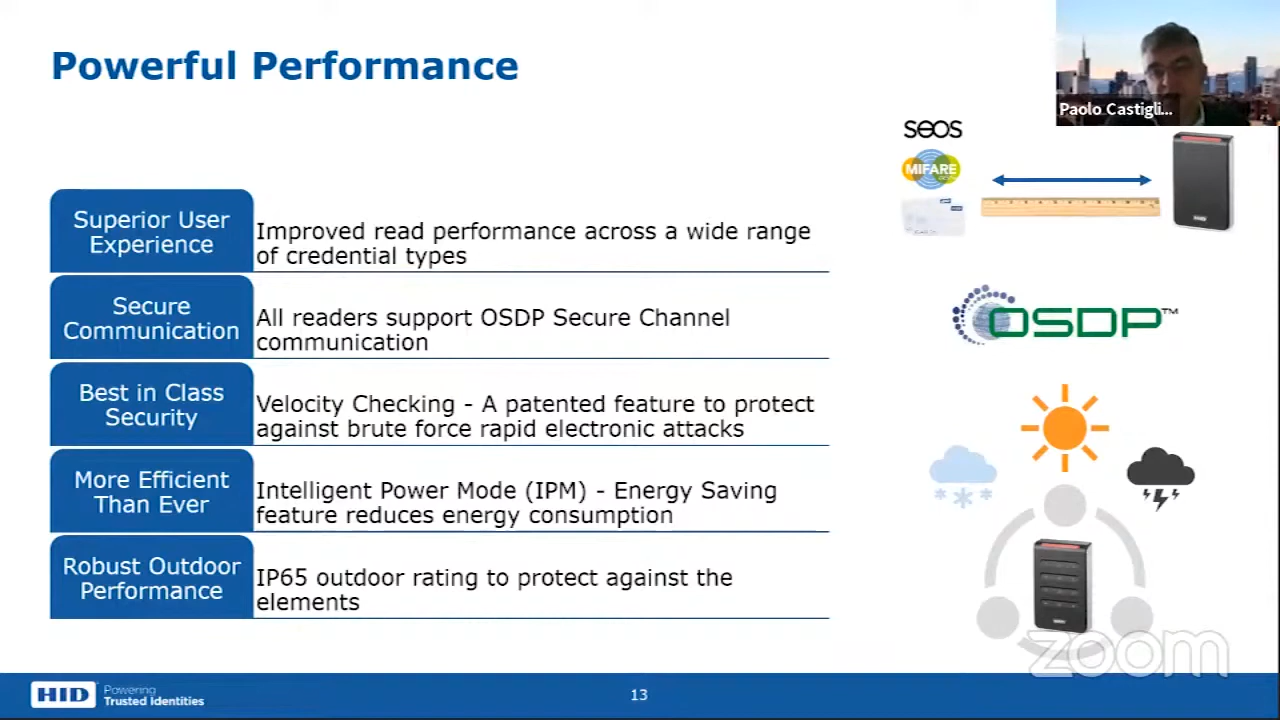 Powerful Performance
Paolo Castigli...
seos
MIFARE
Superior User
Experience
Improved read performance across a wide range
of credential types
Secure
Communication
All readers support OSDP Secure Channel
communication
OSDP™
Best in Class
Security
Velocity Checking - A patented feature to protect
against brute force rapid electronic attacks
More Efficient
Than Ever
Intelligent Power Mode (IPM) - Energy Saving
feature reduces energy consumption
Robust Outdoor
Performance
IP65 outdoor rating to protect against the
elements
zoom
HID
Powering
Trusted Identities
13